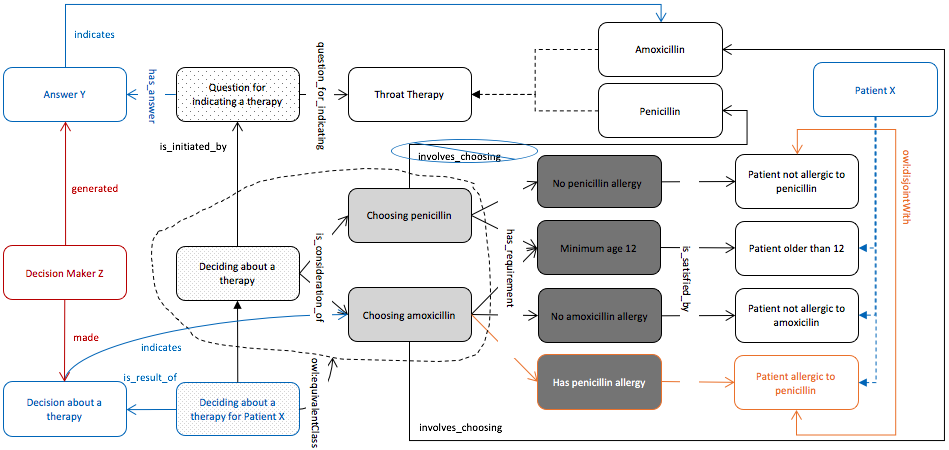 indicates
Answer Y
has_answer
Question for
indicating a therapy
question_for_indicating
Throat Therapy
Amoxicillin
Penicillin
Patient X
is_initiated_by
involves_choosing
generated
No penicillin allergy
Patient not allergic to
penicillin
owl:disjointWith
Choosing penicillin
Decision Maker Z
Deciding about a
therapy
is_consideration_of
has_requirement
Minimum age 12
is_satisfied_by
Patient older than 12
Choosing amoxicillin
No amoxicillin allergy
Patient not allergic to
amoxicilin
made
indicates
is_result_of
owl:equivalentClass
Decision about a
therapy
Deciding about a
therapy for Patient X
Has penicillin allergy
Patient allergic to
penicillin
involves_choosing